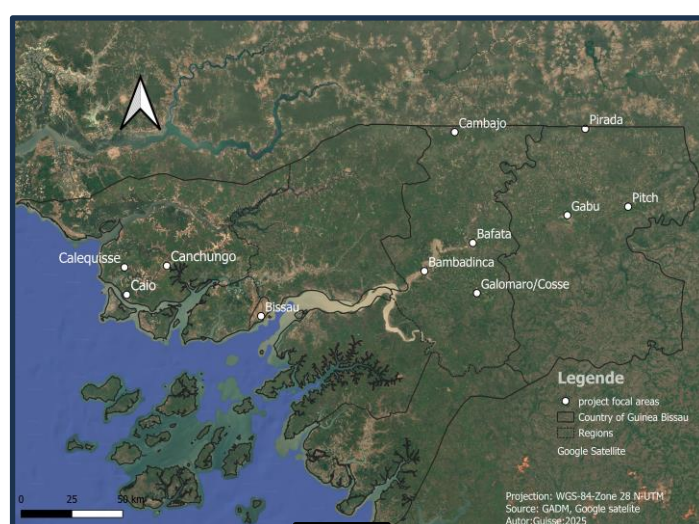 Cambajo
Pirada
Pitch
Gabu
Bafata
Calequisse
Canchungo
Bambadinca
Caio
Galomaro/Cosse
Bissau
Legende
project focal areas
Country of Guinea Bissau
Regions
Google Satellite
0 25 50 km
Projection: WGS-84-Zone 28 N-UTM
Source: GADM, Google satelite
Autor:Guisse:2025